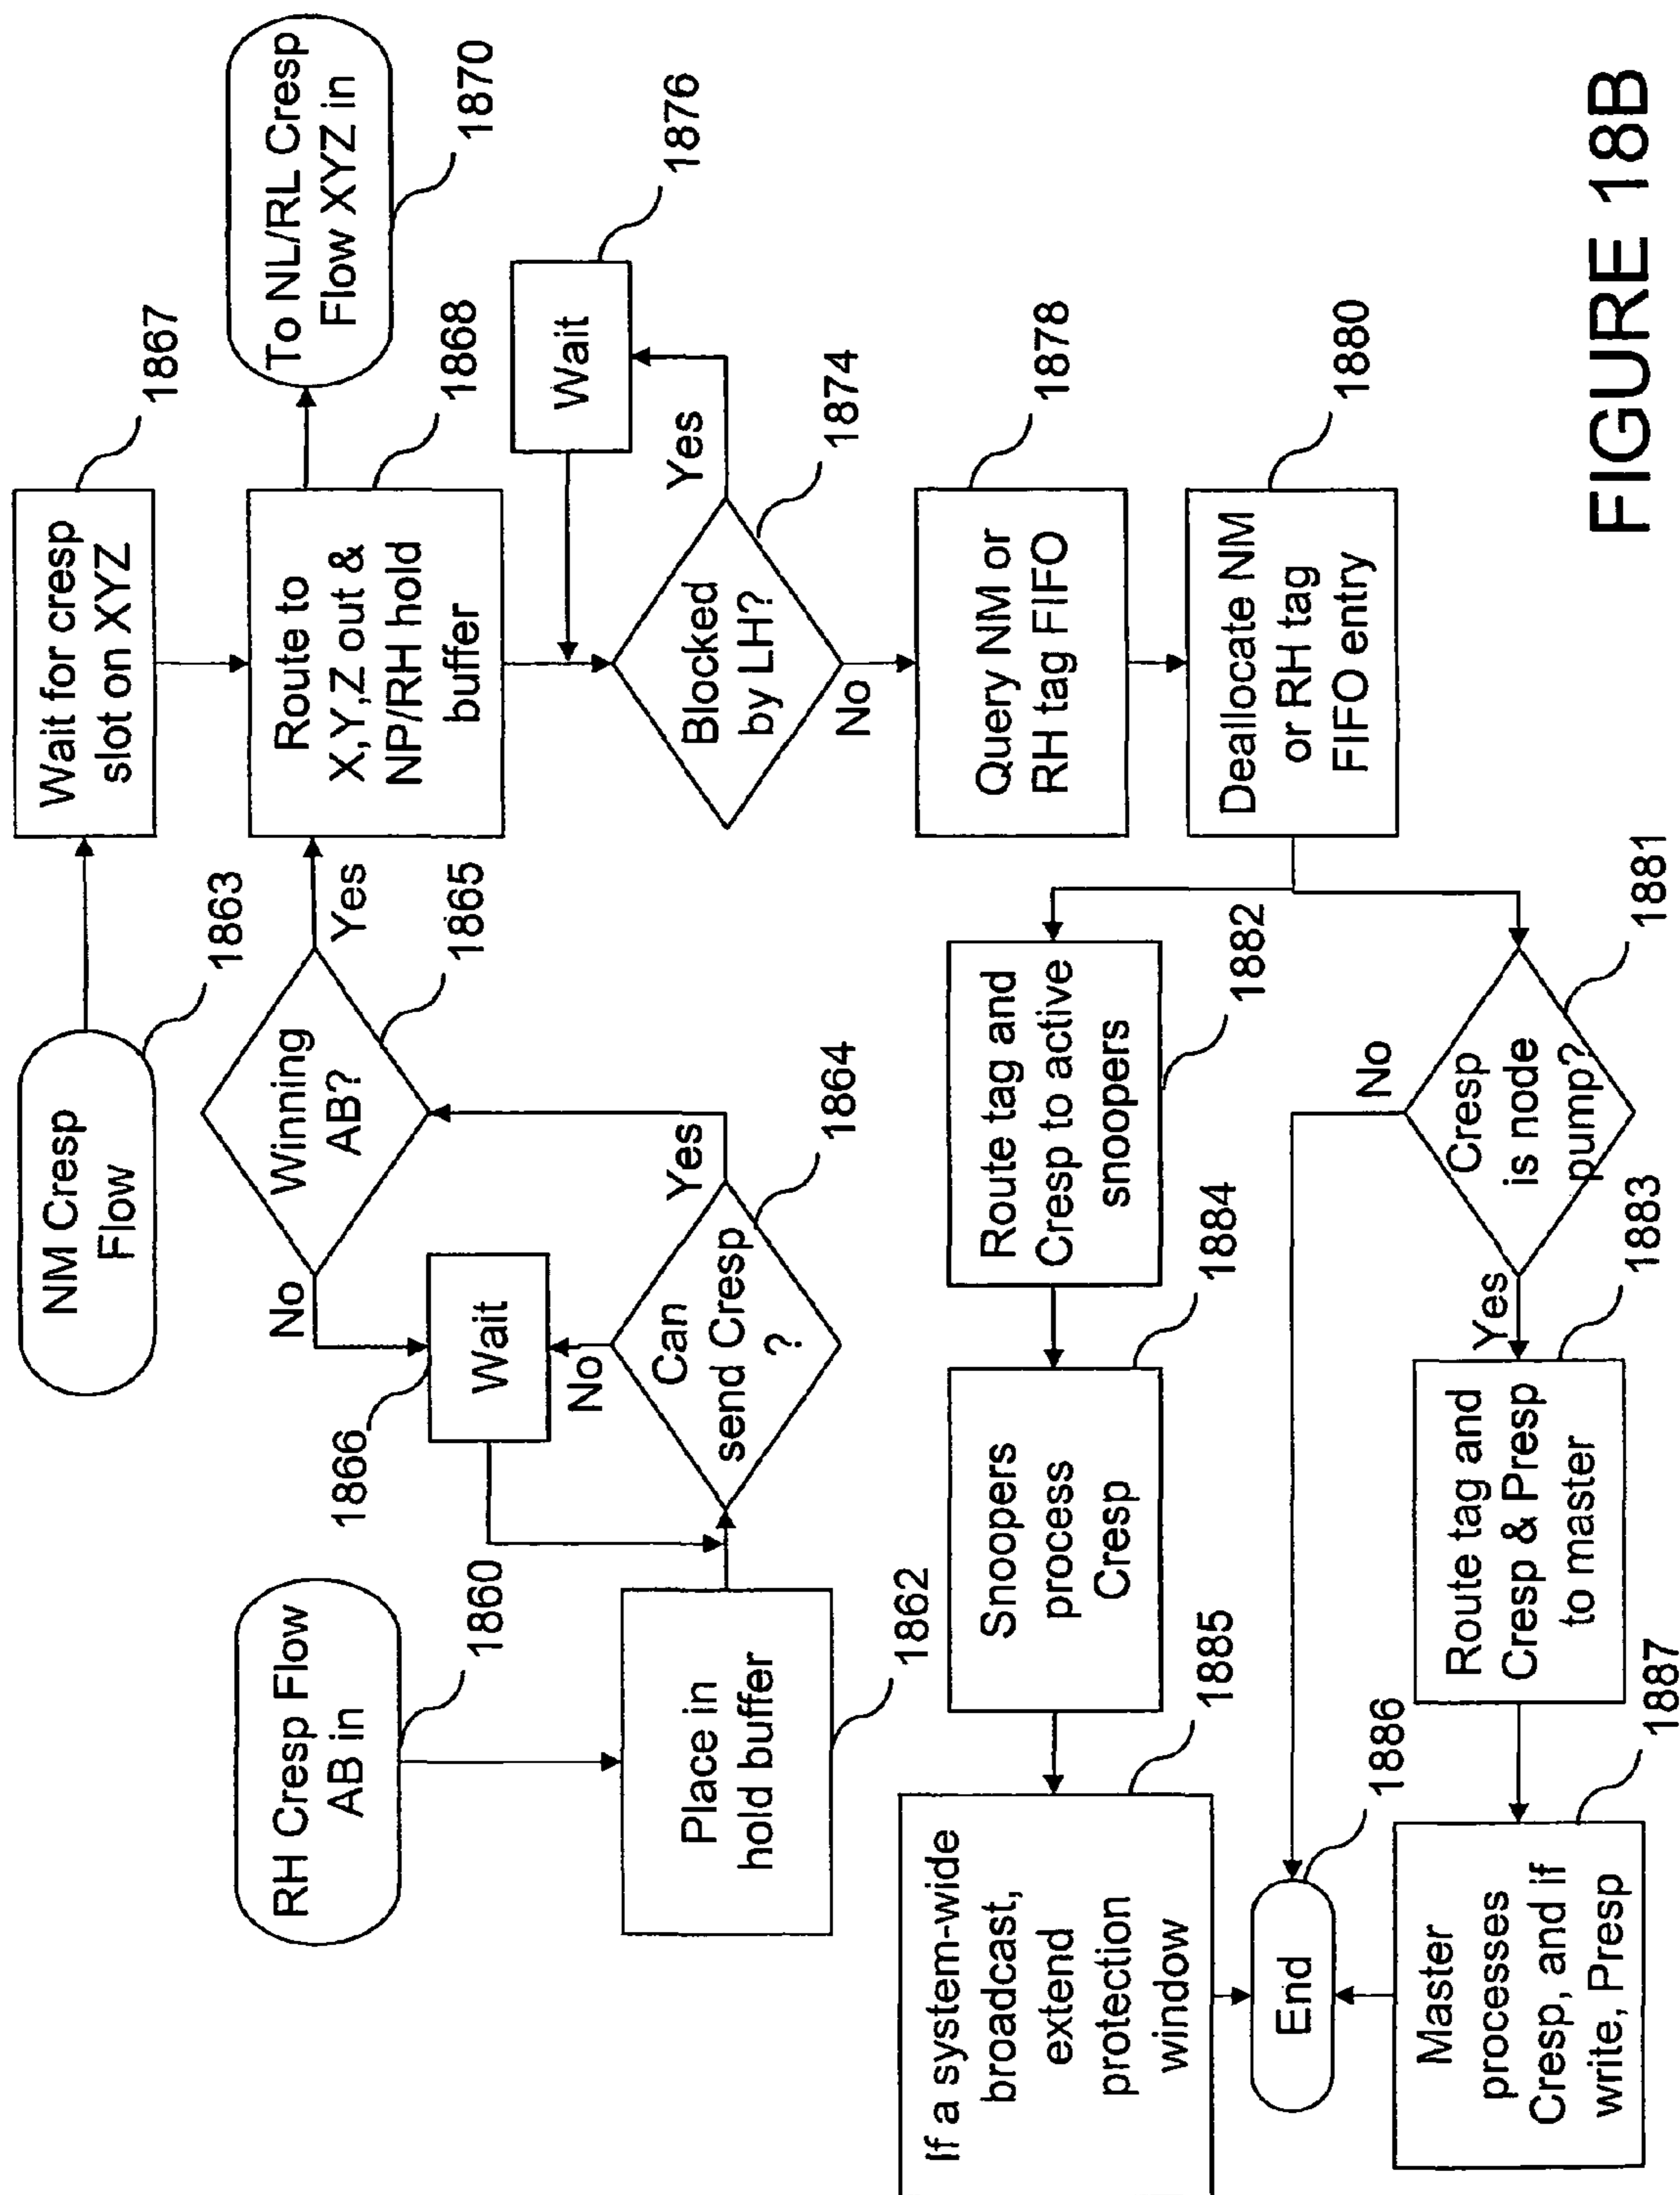 RH Cresp Flow
AB in
1860
Place in
hold buffer
1862
Can
send Cresp
?
1864
No
Yes
Wait
1866
Winning
AB?
1865
No
Yes
NM Cresp
Flow
1863
Wait for cresp
slot on XYZ
1867
Route to
X,Y,Z out &
NP/RH hold
buffer
1868
To NL/RL Cresp
Flow XYZ in
1870
Blocked
by LH?
1874
Yes
No
Wait
1876
Query NM or
RH tag FIFO
1878
Deallocate NM
or RH tag
FIFO entry
1880
Route tag and
Cresp to active
snoopers
1882
Snoopers
process
Cresp
1884
If a system-wide
broadcast,
extend
protection
window
1885
Cresp
is node
pump?
1881
No
Yes
Route tag and
Cresp & Presp
to master
1883
Master
processes
Cresp, and if
write, Presp
1887
End
1886
FIGURE 18B